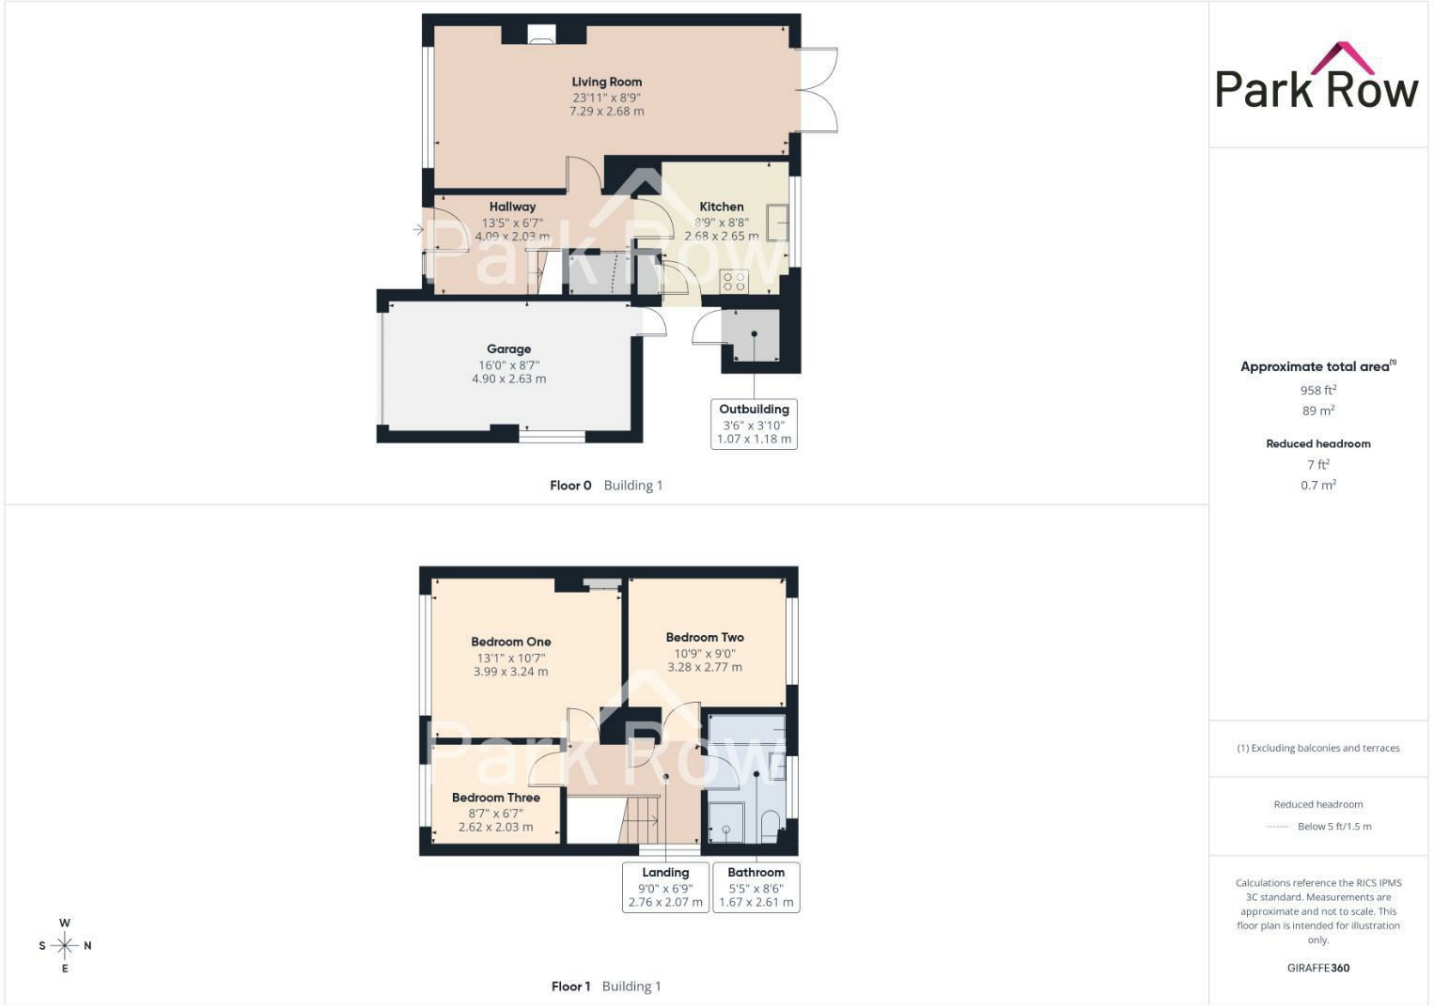 Living Room
23'11" x 8'9"
7.29 x 2.68 m
Hallway
13'5" x 6'7"
4.09 x 2.03 m
Kitchen
8'9" x 8'8"
2.68 x 2.65 m
Park Row
Garage
16'0" x 8'7"
4.90 x 2.63 m
Outbuilding
3'6" x 3'10"
1.07 x 1.18 m
Floor 0 Building 1
Bedroom One
13'1" x 10'7"
3.99 x 3.24 m
Bedroom Two
10'9" x 9'0"
3.28 x 2.77 m
Park Row
Bedroom Three
8'7" x 6'7"
2.62 x 2.03 m
Landing
9'0" x 6'9"
2.76 x 2.07 m
Bathroom
5'5" x 8'6"
1.67 x 2.61 m
W
S N
E
Floor 1 Building 1
Park Row
Approximate total area(1)
958 ft²
89 m²
Reduced headroom
7 ft²
0.7 m²
(1) Excluding balconies and terraces
Reduced headroom
Below 5 ft/1.5 m
Calculations reference the RICS IPMS
3C standard. Measurements are
approximate and not to scale. This
floor plan is intended for illustration
only.
GIRAFFE360